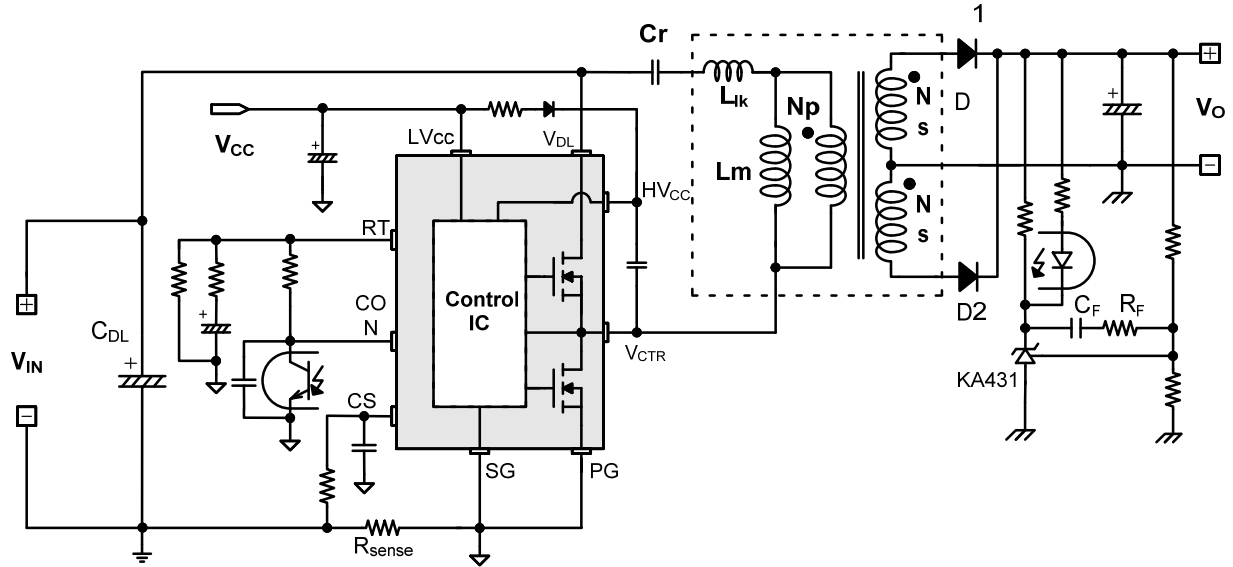 1
Cr
Llk
Np
N
s
D
+
VO
VCC
+
LVCC
VDL
+
Lm
HVCC
-
RT
N
s
+
Control
IC
CO
N
+
CDL
+
VIN
D2
CF
RF
VCTR
KA431
CS
-
SG
PG
Rsense